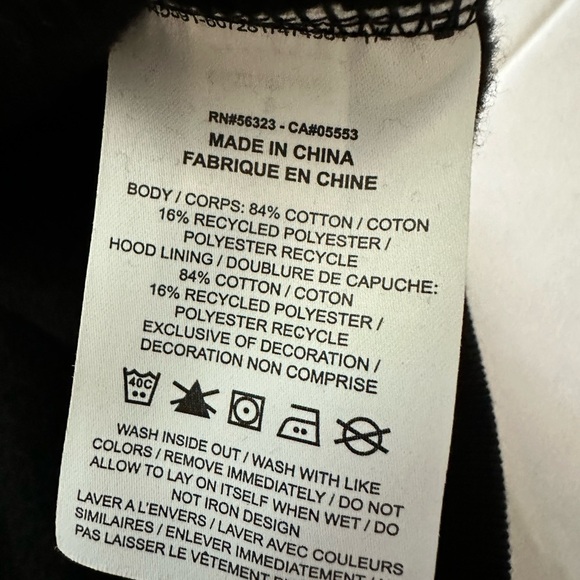 RN#56323 - CA#05553
MADE IN CHINA
FABRIQUE EN CHINE
BODY / CORPS: 84% COTTON / COTON
16% RECYCLED POLYESTER /
POLYESTER RECYCLE
HOOD LINING / DOUBLURE DE CAPUCHE:
84% COTTON / COTON
16% RECYCLED POLYESTER /
POLYESTER RECYCLE
EXCLUSIVE OF DECORATION /
DECORATION NON COMPRISE
40C
WASH INSIDE OUT / WASH WITH LIKE
COLORS / REMOVE IMMEDIATELY / DO NOT
ALLOW TO LAY ON ITSELF WHEN WET / DO
NOT IRON DESIGN
LAVER A L'ENVERS / LAVER AVEC COULEURS
SIMILAIRES / ENLEVER IMMEDIATEMENT /
PAS LAISSER LE VÊTEMENT